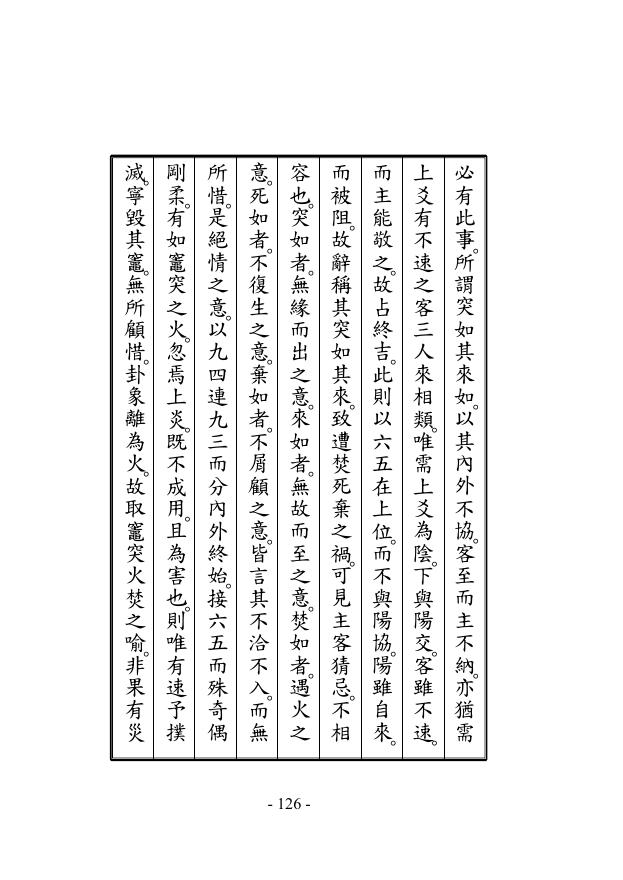 必有此事。所謂突如其來如。以其內外不協。客至而主不納。亦猶需
上爻有不速之客三人來相類。唯需上爻為陰。下與陽交。客雖不速。
而主能敬之。故占終吉。此則以六五在上位。而不與陽協。陽雖自來。
而被阻。故辭稱其突如其來。致遭焚死棄之禍。可見主客猜忌。不相
容也。突如者。無緣而出之意。來如者。無故而至之意。焚如者。遇火之
意。死如者。不復生之意。棄如者。不屑顧之意。皆言其不洽不入。而無
所惜。是絕情之意。以九四連九三而分內外終始。接六五而殊奇偶
剛柔。有如竈突之火。忽焉上炎。既不成用。且為害也。則唯有速予撲
滅。寧毀其竈。無所顧惜。卦象離為火。故取竈突火焚之喻。非果有災
- 126 -